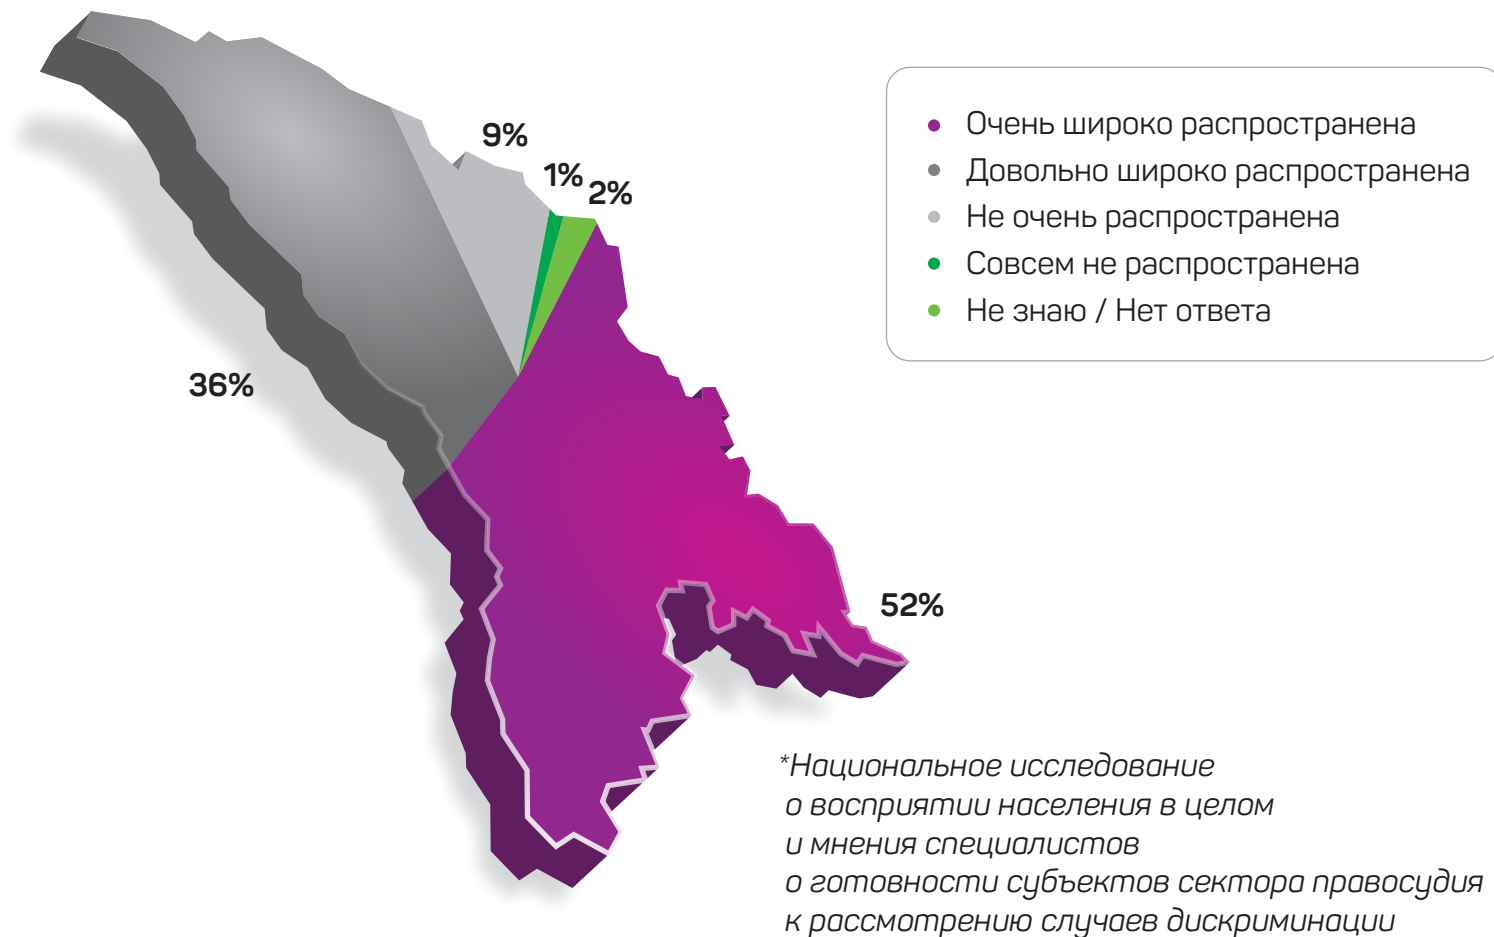 9%
1%
2%
36%
52%
Очень широко распространена
Довольно широко распространена
Не очень распространена
Совсем не распространена
Не знаю / Нет ответа
*Национальное исследование
о восприятии населения в целом
и мнения специалистов
о готовности субъектов сектора правосудия
к рассмотрению случаев дискриминации